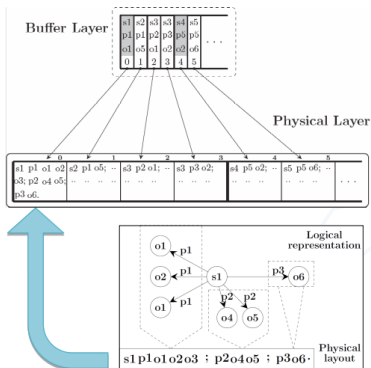 Buffer Layer
s1 s2 s3 s3 s4 s5
p1 p1 p2 p3 p5 p5
o1 o5 o1 o2 o2 o6
0 1 2 3 4 5
. . .
Physical Layer
0 1 2 3 4 5
s1 p1 o1 o2 s2 p1 o5; ·· s3 p2 o1; ·· s3 p3 o2; s4 p5 o2; ·· s5 p5 o6; ··
o3; p2 o4 o5; ·· ·· ·· ·· ·· ·· ·· ·· ·· ·· ·· ·· ·· ·· . . .
p3 o6.
Logical
representation
o1
p1
o2 p1 s1 p3 o6
p1
o1
p2 p2
o4 o5
Physical
layout
s1 p1 o1 o2 o3 ; p2 o4 o5 ; p3 o6 ·